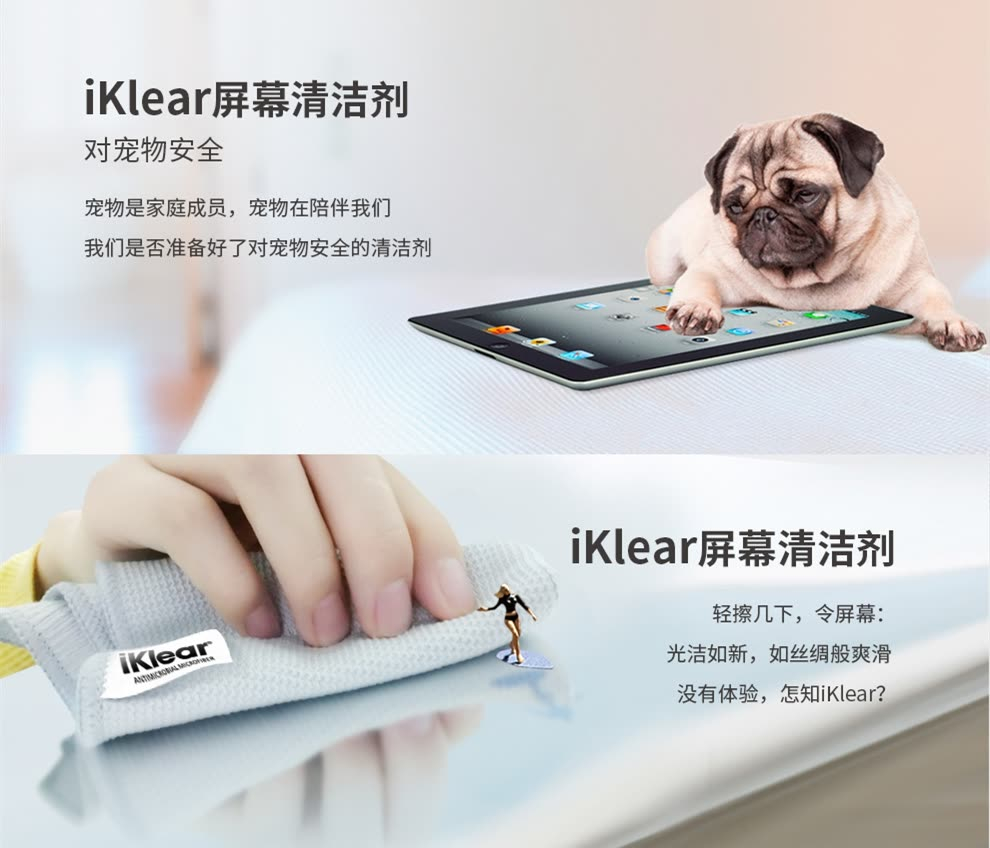 iKlear屏幕清洁剂
对宠物安全
宠物是家庭成员，宠物在陪伴我们
我们是否准备好了对宠物安全的清洁剂
iKlear屏幕清洁剂
轻擦几下，令屏幕：
光洁如新，如丝绸般爽滑
没有体验，怎知iKlear？
iKlear
ANTIMICROBIAL MICROFIBER